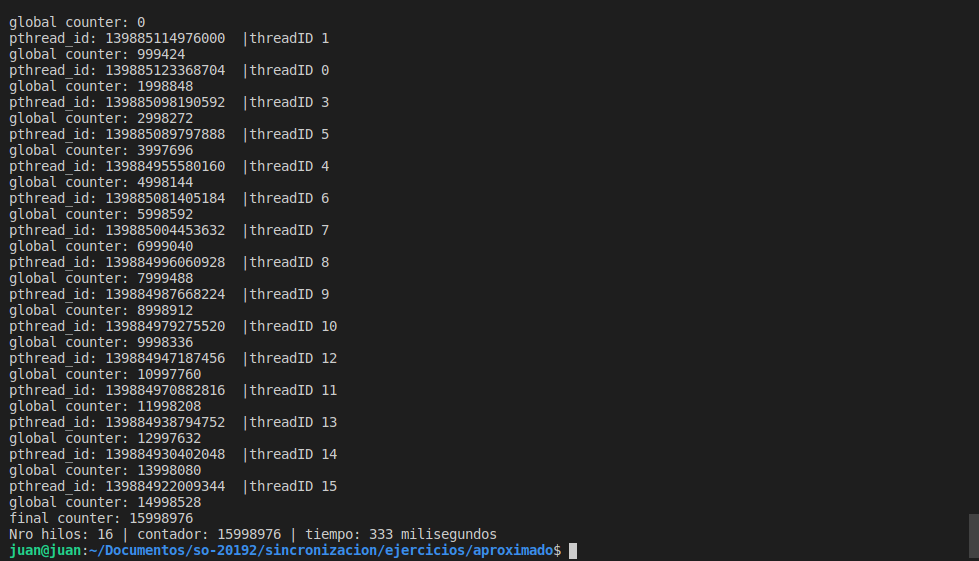 global counter: 0
pthread_id: 139885114976000  |threadID 1
global counter: 999424
pthread_id: 139885123368704  |threadID 0
global counter: 1998848
pthread_id: 139885098190592  |threadID 3
global counter: 2998272
pthread_id: 139885089797888  |threadID 5
global counter: 3997696
pthread_id: 139884955580160  |threadID 4
global counter: 4998144
pthread_id: 139885081405184  |threadID 6
global counter: 5998592
pthread_id: 139885004453632  |threadID 7
global counter: 6999040
pthread_id: 139884996060928  |threadID 8
global counter: 7999488
pthread_id: 139884987668224  |threadID 9
global counter: 8998912
pthread_id: 139884979275520  |threadID 10
global counter: 9998336
pthread_id: 139884947187456  |threadID 12
global counter: 10997760
pthread_id: 139884970882816  |threadID 11
global counter: 11998208
pthread_id: 139884938794752  |threadID 13
global counter: 12997632
pthread_id: 139884930402048  |threadID 14
global counter: 13998080
pthread_id: 139884922009344  |threadID 15
global counter: 14998528
final counter: 15998976
Nro hilos: 16 | contador: 15998976 | tiempo: 333 milisegundos
juan@juan:~/Documentos/so-20192/sincronizacion/ejercicios/aproximado$